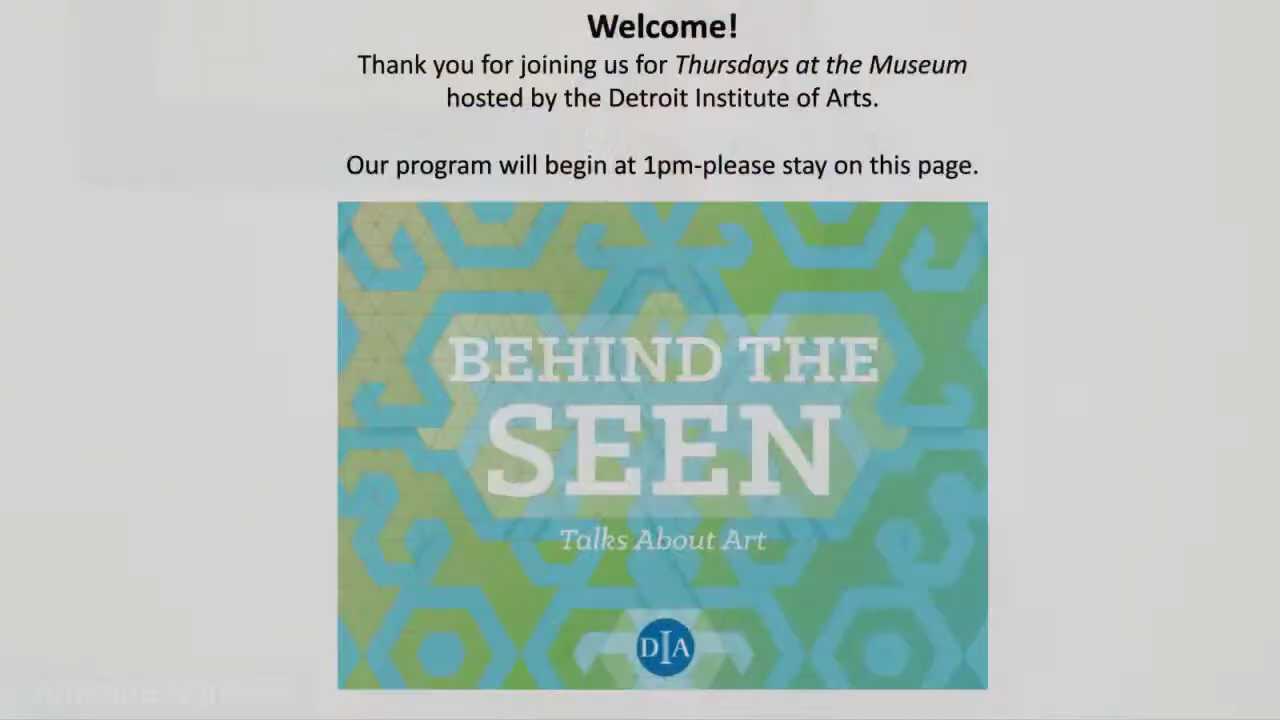 Welcome!
Thank you for joining us for Thursdays at the Museum
hosted by the Detroit Institute of Arts.
Our program will begin at 1pm-please stay on this page.
BEHIND THE
SEEN
Talks About Art
DIA